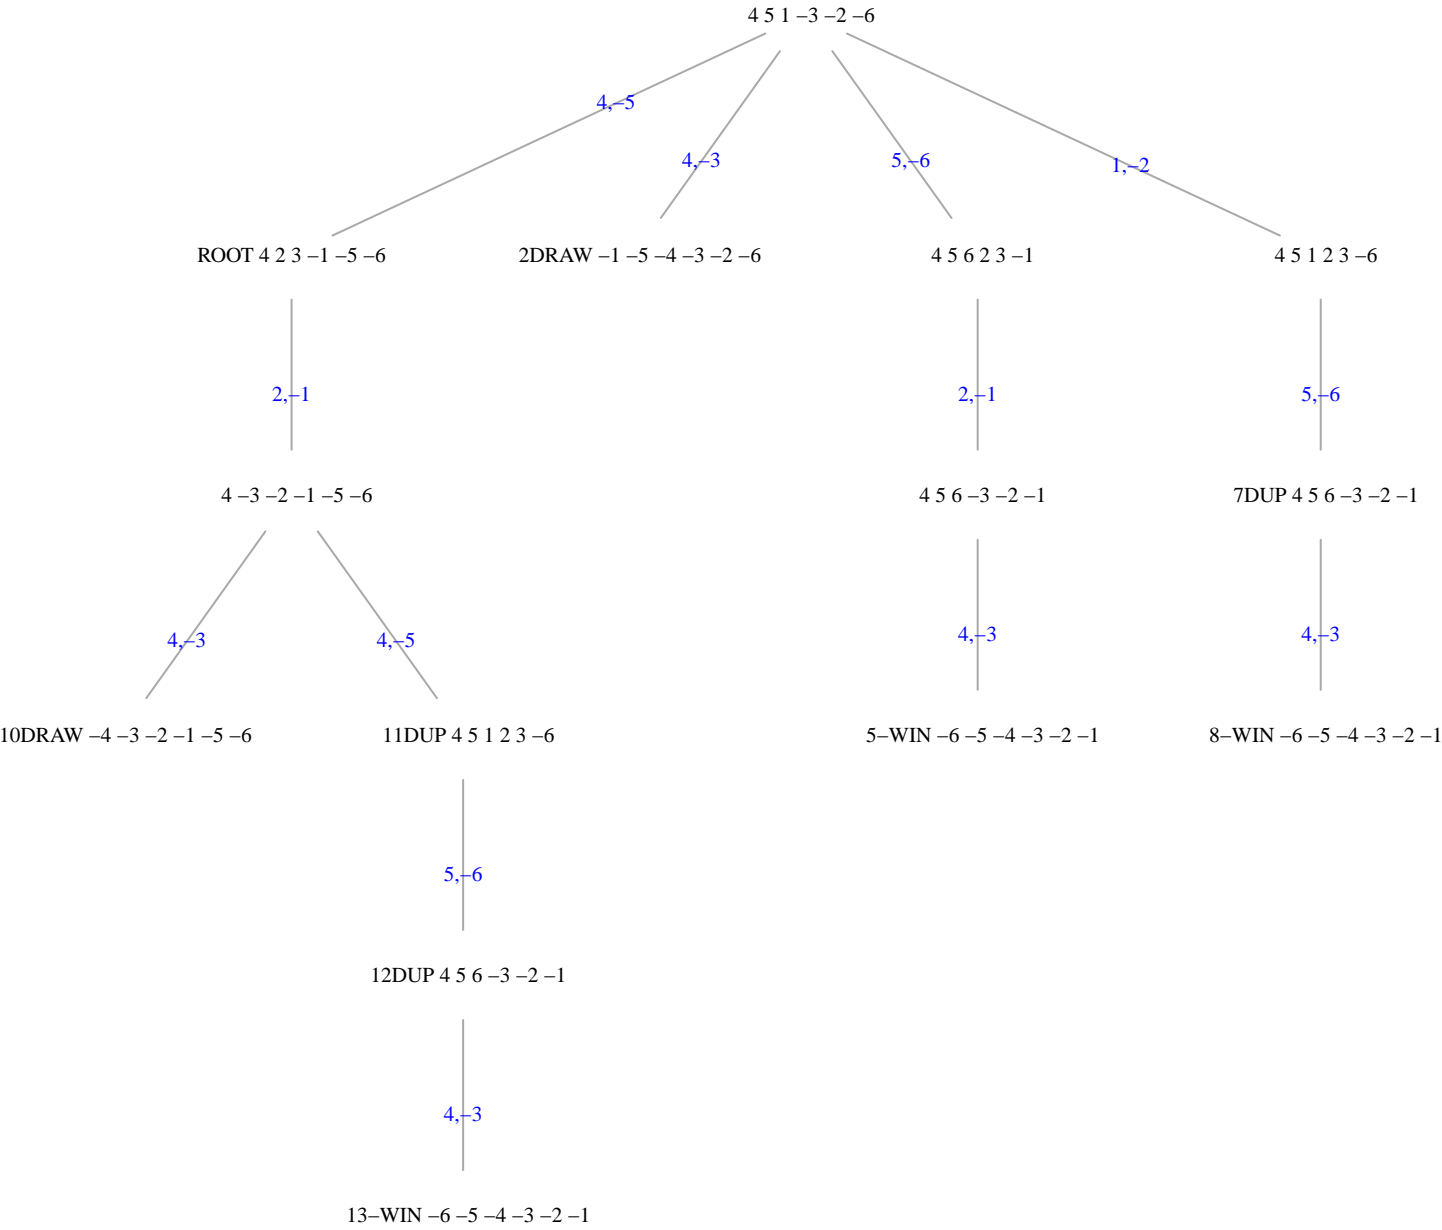 4 5 1 –3 –2 –6
4,–5
4,–3
5,–6
1,–2
ROOT 4 2 3 –1 –5 –6
2DRAW –1 –5 –4 –3 –2 –6
4 5 6 2 3 –1
4 5 1 2 3 –6
2,–1
2,–1
5,–6
4 –3 –2 –1 –5 –6
4 5 6 –3 –2 –1
7DUP 4 5 6 –3 –2 –1
4,–3
4,–5
4,–3
4,–3
10DRAW –4 –3 –2 –1 –5 –6
11DUP 4 5 1 2 3 –6
5–WIN –6 –5 –4 –3 –2 –1
8–WIN –6 –5 –4 –3 –2 –1
5,–6
12DUP 4 5 6 –3 –2 –1
4,–3
13–WIN –6 –5 –4 –3 –2 –1